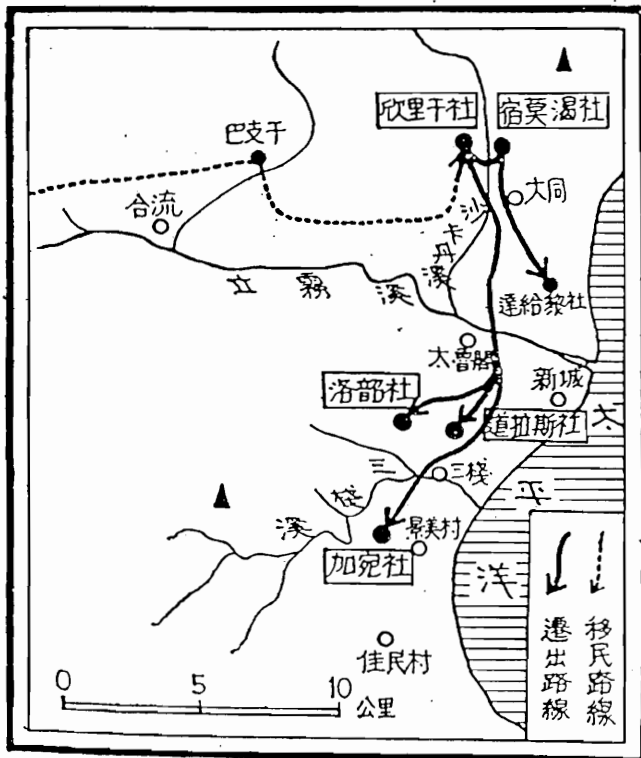 欣里干社
宿莫渴社
巴支干
合流
大同
沙卡丹溪
立霧溪
達給黎社
太魯閣
新城
洛部社
道拉斯社
三棧
三棧溪
景美村
加宛社
佳民村
太平洋
移民路線
遷出路線
0 5 10 公里